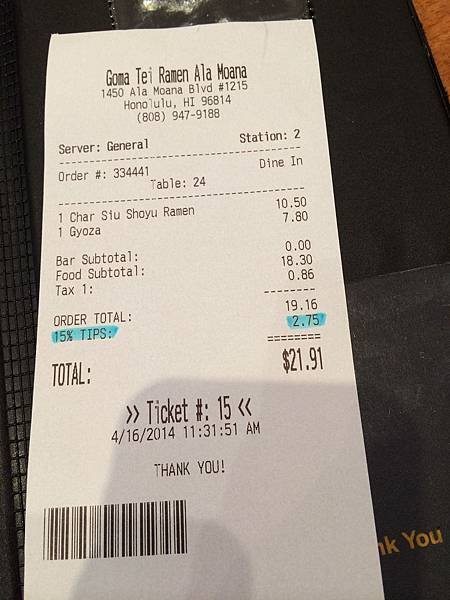 Goma Tei Ramen Ala Moana
1450 Ala Moana Blvd #1215
Honolulu, HI 96814
(808) 947-9188
Server: General Station: 2
Order #: 334441 Dine In
Table: 24
1 Char Siu Shoyu Ramen 10.50
1 Gyoza 7.80
Bar Subtotal: 0.00
Food Subtotal: 18.30
Tax 1: 0.86
ORDER TOTAL: 19.16
15% TIPS: 2.75
TOTAL: $21.91
>> Ticket #: 15 <<
4/16/2014 11:31:51 AM
THANK YOU!
nk You